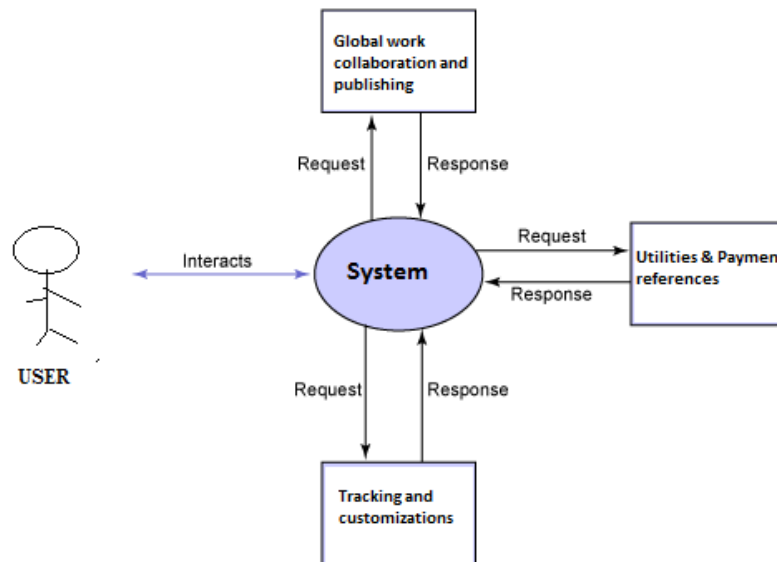 Global work
collaboration and
publishing
Request
Response
Request
Utilities & Paymen
references
Interacts
System
Response
USER
Request
Response
Tracking and
customizations